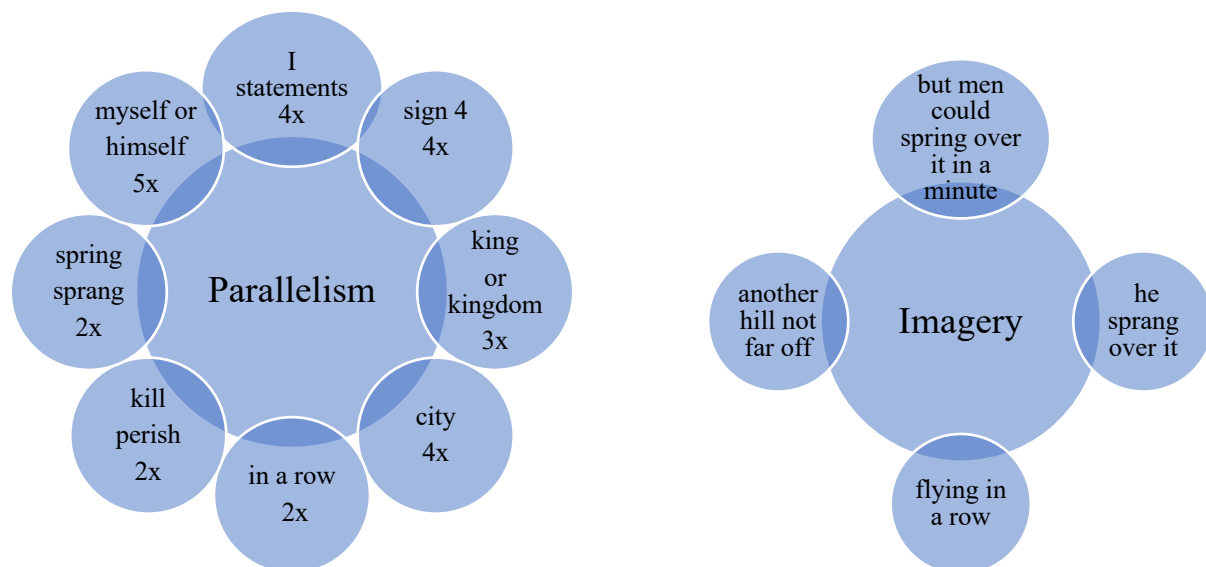 I
statements
4x
sign 4
4x
king
or
kingdom
3x
city
4x
in a row
2x
kill
perish
2x
spring
sprang
2x
myself or
himself
5x
Parallelism
but men
could
spring over
it in a
minute
he
sprang
over it
flying in
a row
another
hill not
far off
Imagery